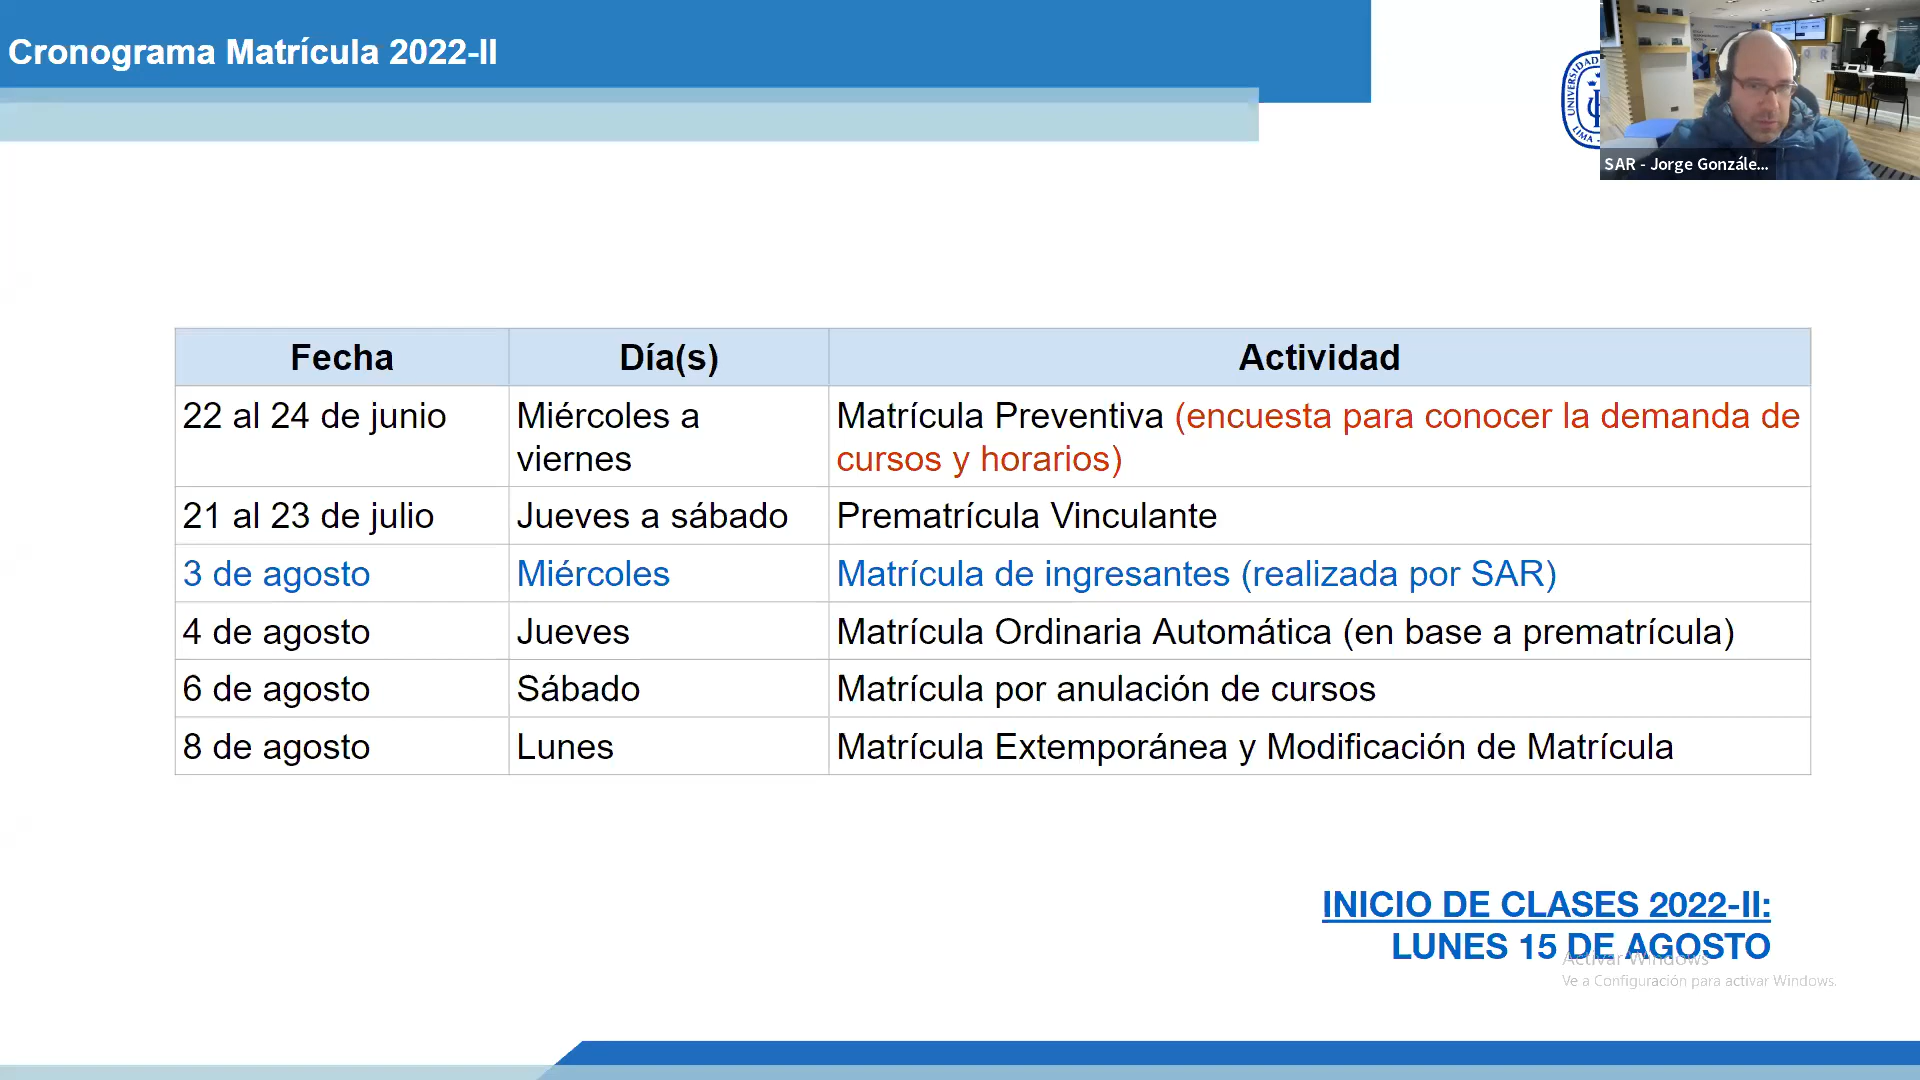 Cronograma Matrícula 2022-II
UNIVERSIDAD
LIMA
SAR - Jorge Gonzále...
Fecha Día(s) Actividad
22 al 24 de junio Miércoles a viernes Matrícula Preventiva (encuesta para conocer la demanda de
cursos y horarios)
21 al 23 de julio Jueves a sábado Prematrícula Vinculante
3 de agosto Miércoles Matrícula de ingresantes (realizada por SAR)
4 de agosto Jueves Matrícula Ordinaria Automática (en base a prematrícula)
6 de agosto Sábado Matrícula por anulación de cursos
8 de agosto Lunes Matrícula Extemporánea y Modificación de Matrícula
INICIO DE CLASES 2022-II:
LUNES 15 DE AGOSTO
Activar Windows
Ve a Configuración para activar Windows.